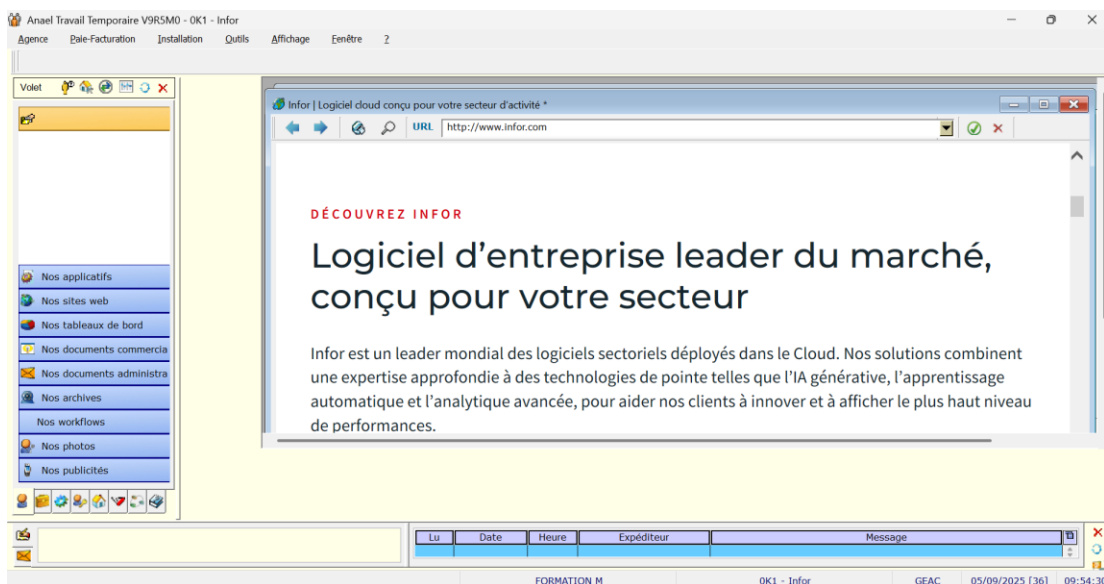 Anael Travail Temporaire V9R5M0 - 0K1 - Infor
Agence Paie-Facturation Installation Outils Affichage Fenêtre ?
Volet
Infor | Logiciel cloud conçu pour votre secteur d'activité *
URL http://www.infor.com
DÉCOUVREZ INFOR
Logiciel d'entreprise leader du marché,
conçu pour votre secteur
Infor est un leader mondial des logiciels sectoriels déployés dans le Cloud. Nos solutions combinent
une expertise approfondie à des technologies de pointe telles que l'IA générative, l'apprentissage
automatique et l'analytique avancée, pour aider nos clients à innover et à afficher le plus haut niveau
de performances.
Nos applicatifs
Nos sites web
Nos tableaux de bord
Nos documents commercia
Nos documents administra
Nos archives
Nos workflows
Nos photos
Nos publicités
Lu Date Heure Expéditeur Message
FORMATION M 0K1 - Infor GEAC 05/09/2025 [36] 09:54:3